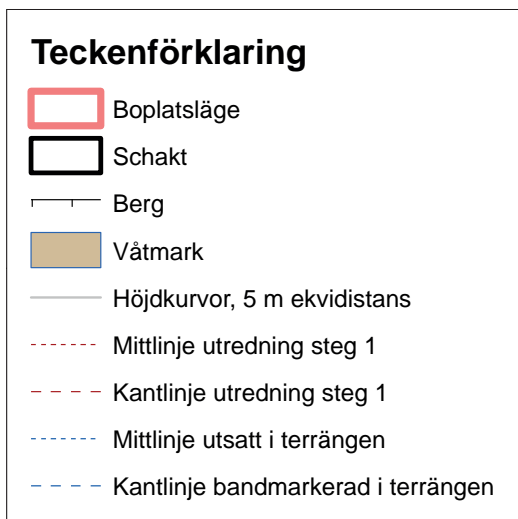 Teckenförklaring
Boplatsläge
Schakt
Berg
Våtmark
Höjdkurvor, 5 m ekvidistans
Mittlinje utredning steg 1
Kantlinje utredning steg 1
Mittlinje utsatt i terrängen
Kantlinje bandmarkerad i terrängen